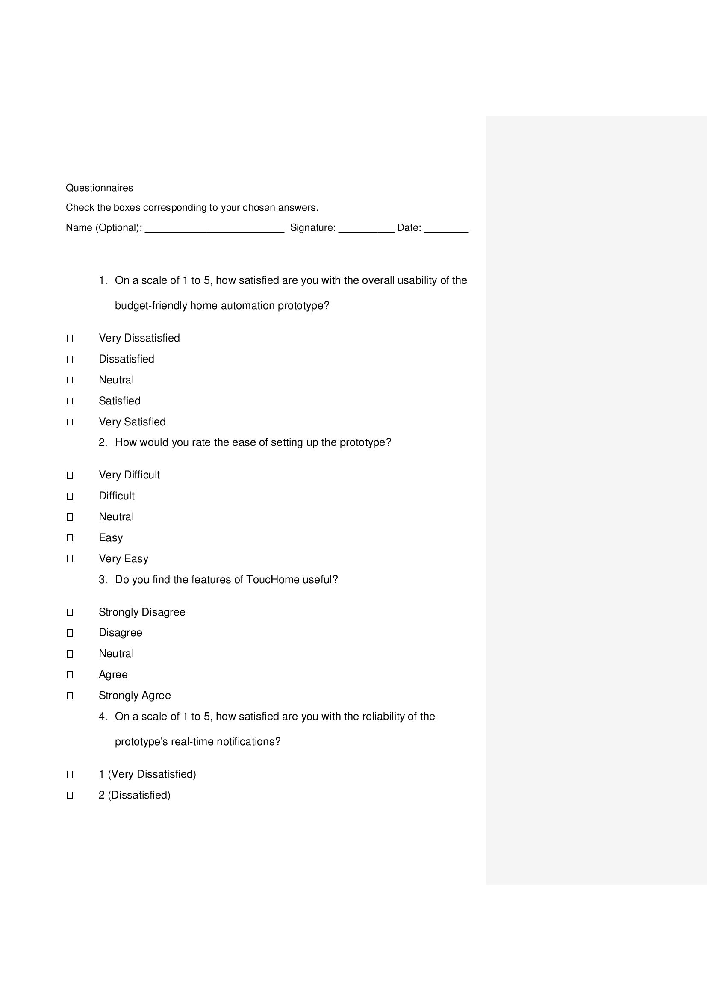 Questionnaires
Check the boxes corresponding to your chosen answers.
Name (Optional): _________________________ Signature: __________ Date: ________
1. On a scale of 1 to 5, how satisfied are you with the overall usability of the
budget-friendly home automation prototype?
☐ Very Dissatisfied
☐ Dissatisfied
☐ Neutral
☐ Satisfied
☐ Very Satisfied
2. How would you rate the ease of setting up the prototype?
☐ Very Difficult
☐ Difficult
☐ Neutral
☐ Easy
☐ Very Easy
3. Do you find the features of ToucHome useful?
☐ Strongly Disagree
☐ Disagree
☐ Neutral
☐ Agree
☐ Strongly Agree
4. On a scale of 1 to 5, how satisfied are you with the reliability of the
prototype's real-time notifications?
☐ 1 (Very Dissatisfied)
☐ 2 (Dissatisfied)